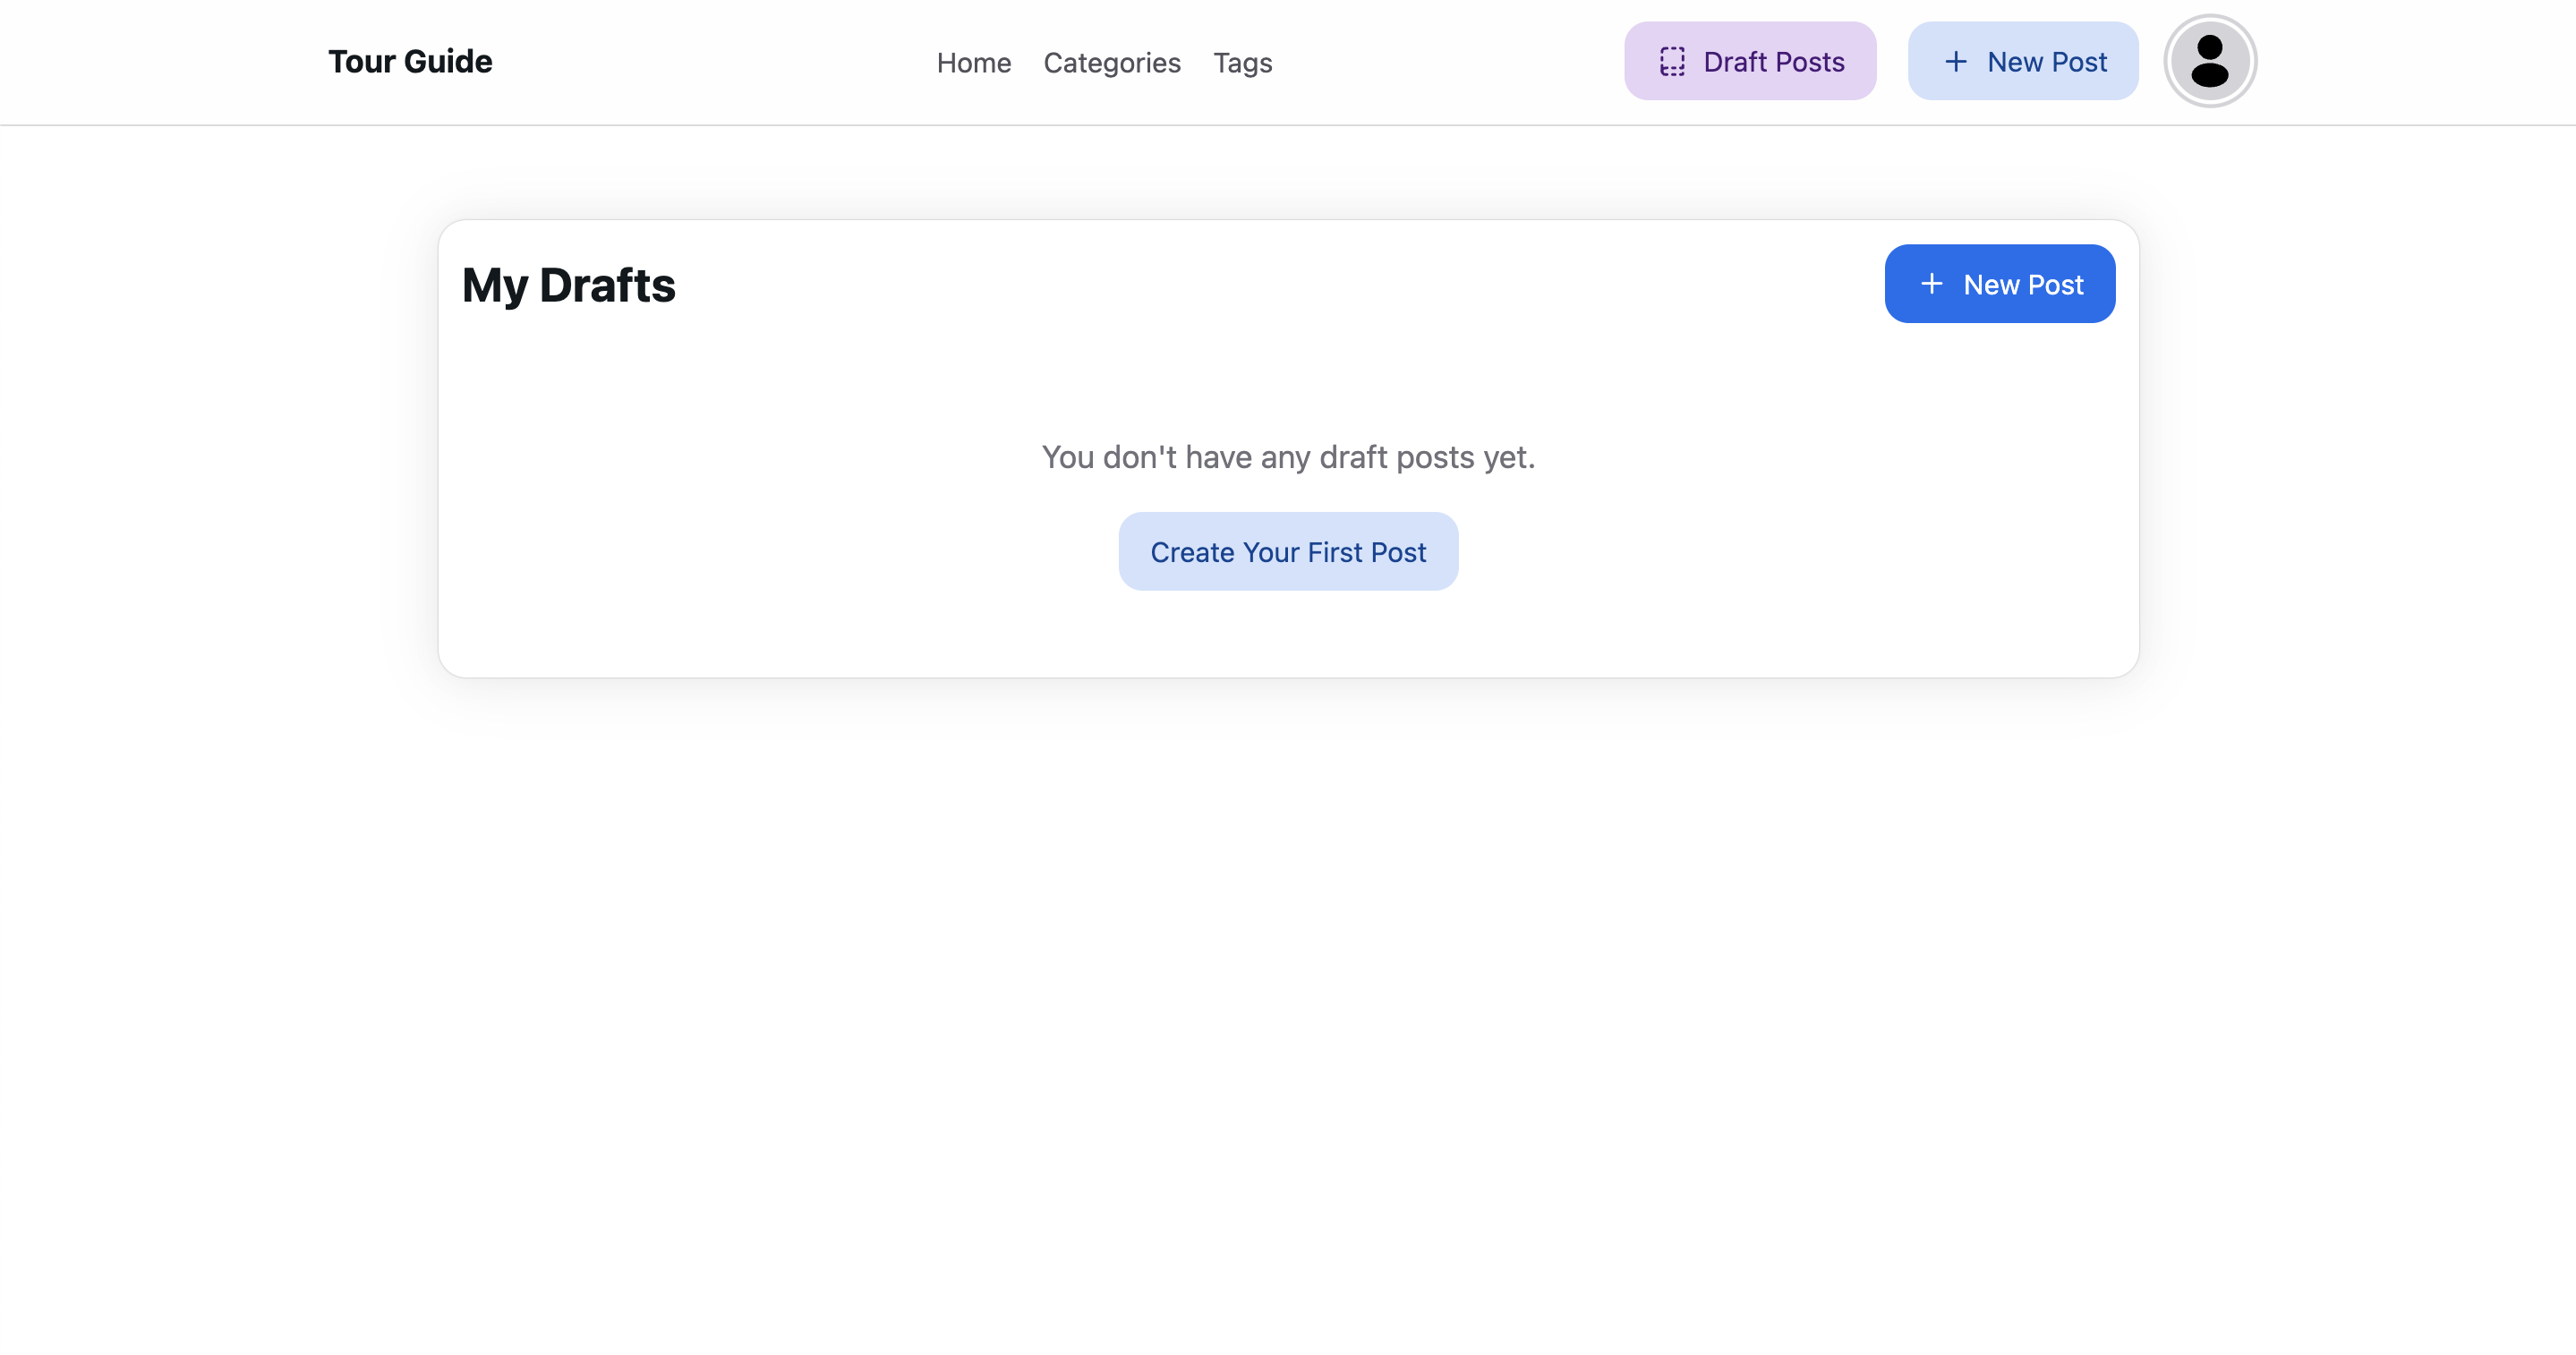 Tour Guide
Home Categories Tags
Draft Posts
New Post
My Drafts
New Post
You don't have any draft posts yet.
Create Your First Post